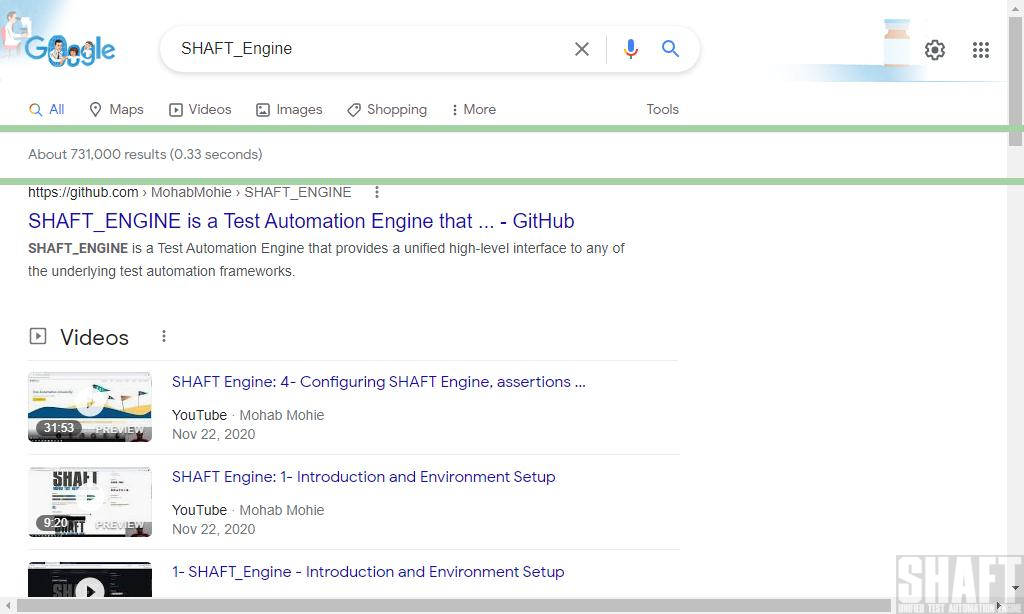 Google
SHAFT_Engine
All Maps Videos Images Shopping More Tools
About 731,000 results (0.33 seconds)
https://github.com › MohabMohie › SHAFT_ENGINE
SHAFT_ENGINE is a Test Automation Engine that ... - GitHub
SHAFT_ENGINE is a Test Automation Engine that provides a unified high-level interface to any of
the underlying test automation frameworks.
Videos
SHAFT Engine: 4- Configuring SHAFT Engine, assertions ...
31:53 PREVIEW
YouTube · Mohab Mohie
Nov 22, 2020
SHAFT Engine: 1- Introduction and Environment Setup
SHAFT
9:20 PREVIEW
YouTube · Mohab Mohie
Nov 22, 2020
1- SHAFT_Engine - Introduction and Environment Setup
SHAFT
UNIFIED TEST AUTOMATION